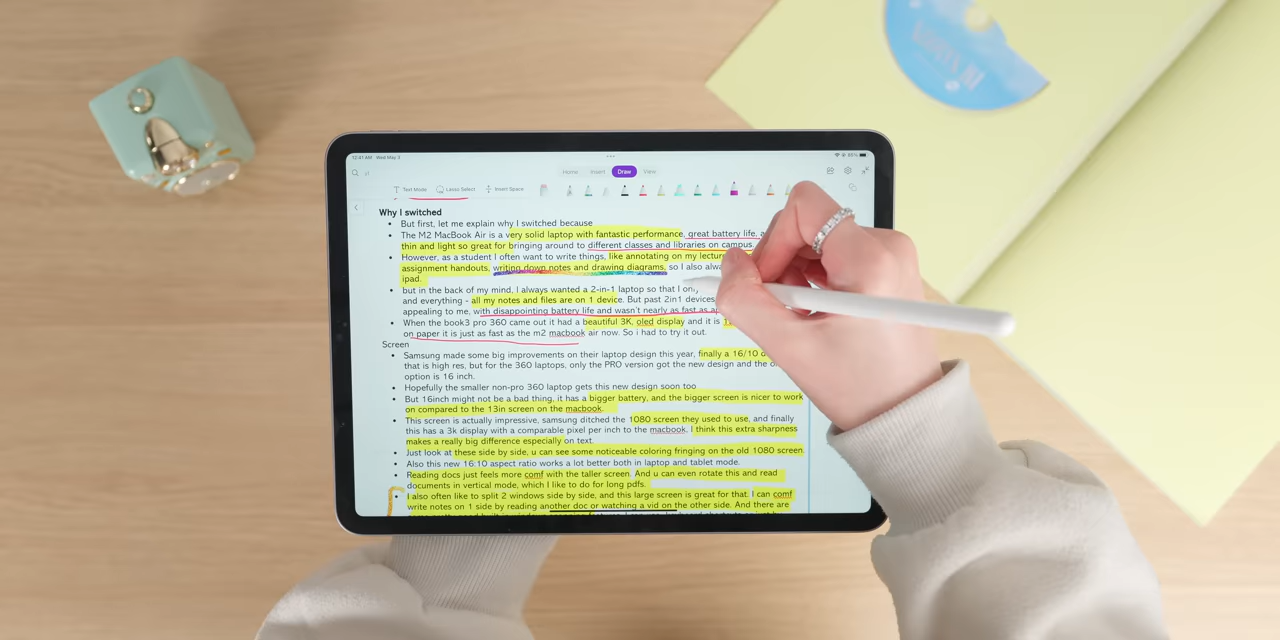 12:41 AM Wed May 3
85%
Home Insert Draw View
Text Mode Lasso Select Insert Space
Why I switched
But first, let me explain why I switched because
The M2 MacBook Air is a very solid laptop with fantastic performance, great battery life,
thin and light so great for bringing around to different classes and libraries on campus.
However, as a student I often want to write things, like annotating on my
assignment handouts, writing down notes and drawing diagrams, so I also
ipad.
but in the back of my mind, I always wanted a 2-in-1 laptop so that I
and everything - all my notes and files are on 1 device. But past 2in1 devices
appealing to me, with disappointing battery life and wasn't nearly as fast as
When the book3 pro 360 came out it had a beautiful 3K, oled display and it is
on paper it is just as fast as the m2 macbook air now. So i had to try it out.
Screen
Samsung made some big improvements on their laptop design this year, finally a 16/10
that is high res, but for the 360 laptops, only the PRO version got the new design and the
option is 16 inch.
Hopefully the smaller non-pro 360 laptop gets this new design soon too
But 16inch might not be a bad thing, it has a bigger battery, and the bigger screen is nicer to work
on compared to the 13in screen on the macbook.
This screen is actually impressive, samsung ditched the 1080 screen they used to use, and finally
this has a 3k display with a comparable pixel per inch to the macbook. I think this extra sharpness
makes a really big difference especially on text.
Just look at these side by side, u can see some noticeable coloring fringing on the old 1080 screen.
Also this new 16:10 aspect ratio works a lot better both in laptop and tablet mode.
Reading docs just feels more comf with the taller screen. And u can even rotate this and read
documents in vertical mode, which I like to do for long pdfs.
I also often like to split 2 windows side by side, and this large screen is great for that. I can comf
write notes on 1 side by reading another doc or watching a vid on the other side. And there are